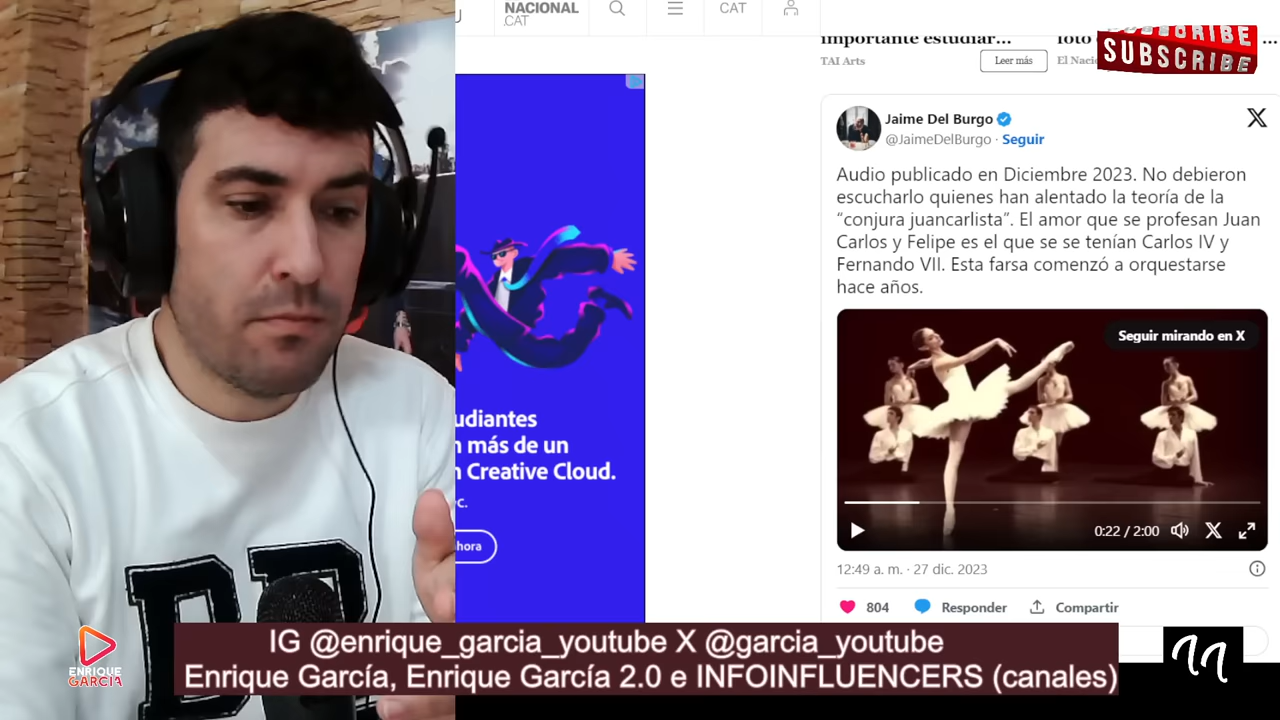 NACIONAL
.CAT
CAT
importante estudiar...
TAI Arts
Leer más
SUBSCRIBE
Jaime Del Burgo
@JaimeDelBurgo · Seguir
Audio publicado en Diciembre 2023. No debieron
escucharlo quienes han alentado la teoría de la
“conjura juancarlista”. El amor que se profesan Juan
Carlos y Felipe es el que se se tenían Carlos IV y
Fernando VII. Esta farsa comenzó a orquestarse
hace años.
Seguir mirando en X
0:22 / 2:00
12:49 a. m. · 27 dic. 2023
804
Responder
Compartir
udiantes
n más de un
n Creative Cloud.
c.
hora
ENRIQUE
GARCÍA
IG @enrique_garcia_youtube X @garcia_youtube
Enrique García, Enrique García 2.0 e INFOINFLUENCERS (canales)